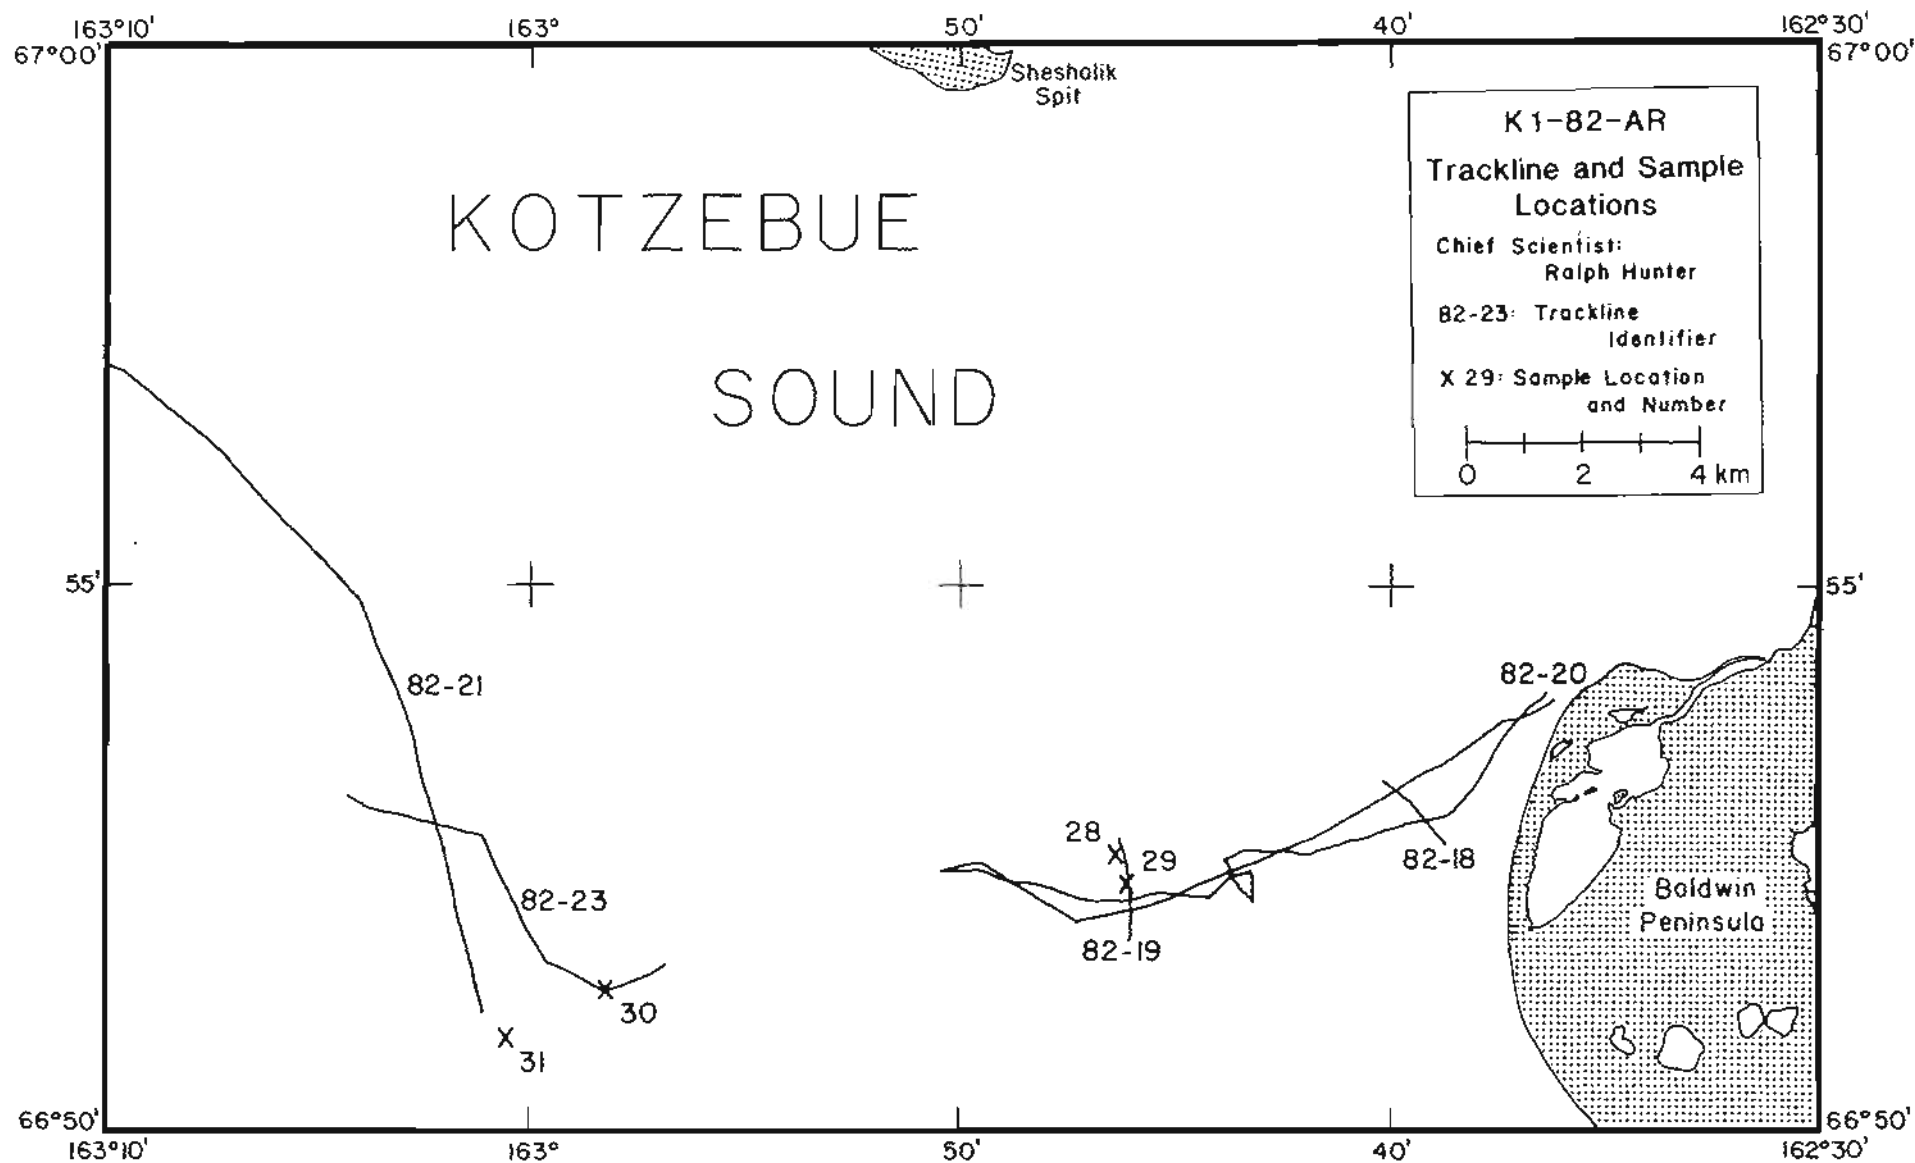 163°10'
163°
50'
40'
162°30'
67°00'
67°00'
Sheshalik
Spit
K1-82-AR
Trackline and Sample
Locations
Chief Scientist:
Ralph Hunter
82-23: Trackline
Identifier
X 29: Sample Location
and Number
0 2 4 km
KOTZEBUE
SOUND
55'
55'
82-21
82-20
28
29
82-18
82-23
82-19
Baldwin
Peninsula
30
31
66°50'
66°50'
163°10'
163°
50'
40'
162°30'